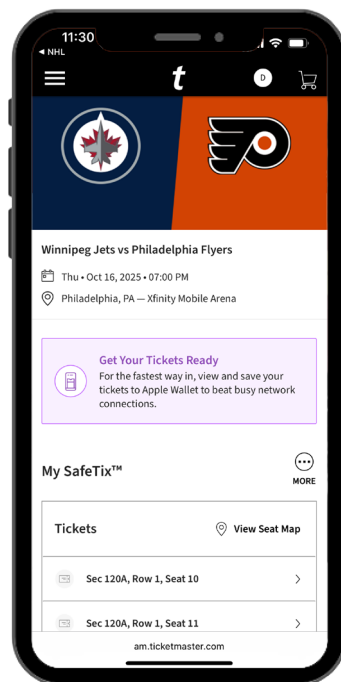 11:30
◀ NHL
t
D
Winnipeg Jets vs Philadelphia Flyers
Thu • Oct 16, 2025 • 07:00 PM
Philadelphia, PA — Xfinity Mobile Arena
Get Your Tickets Ready
For the fastest way in, view and save your
tickets to Apple Wallet to beat busy network
connections.
My SafeTix™
MORE
Tickets
View Seat Map
Sec 120A, Row 1, Seat 10
Sec 120A, Row 1, Seat 11
am.ticketmaster.com